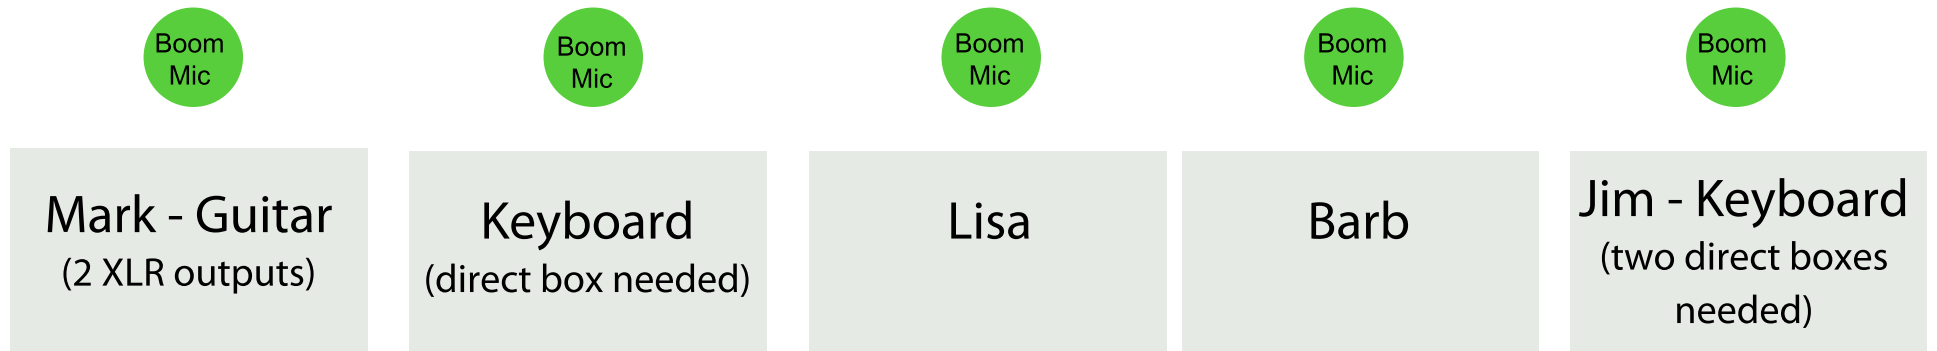 Boom
Mic
Boom
Mic
Boom
Mic
Boom
Mic
Boom
Mic
Mark - Guitar
(2 XLR outputs)
Keyboard
(direct box needed)
Lisa
Barb
Jim - Keyboard
(two direct boxes
needed)